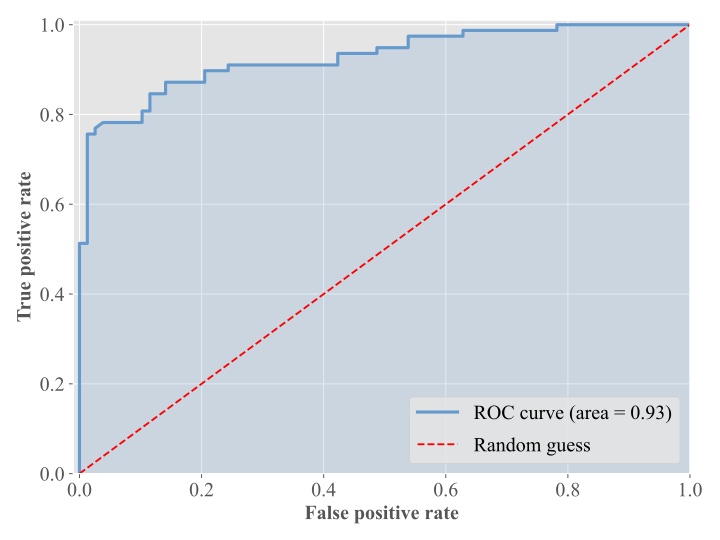 1.0
0.8
0.6
0.4
0.2
0.0
True positive rate
ROC curve (area = 0.93)
Random guess
0.0 0.2 0.4 0.6 0.8 1.0
False positive rate